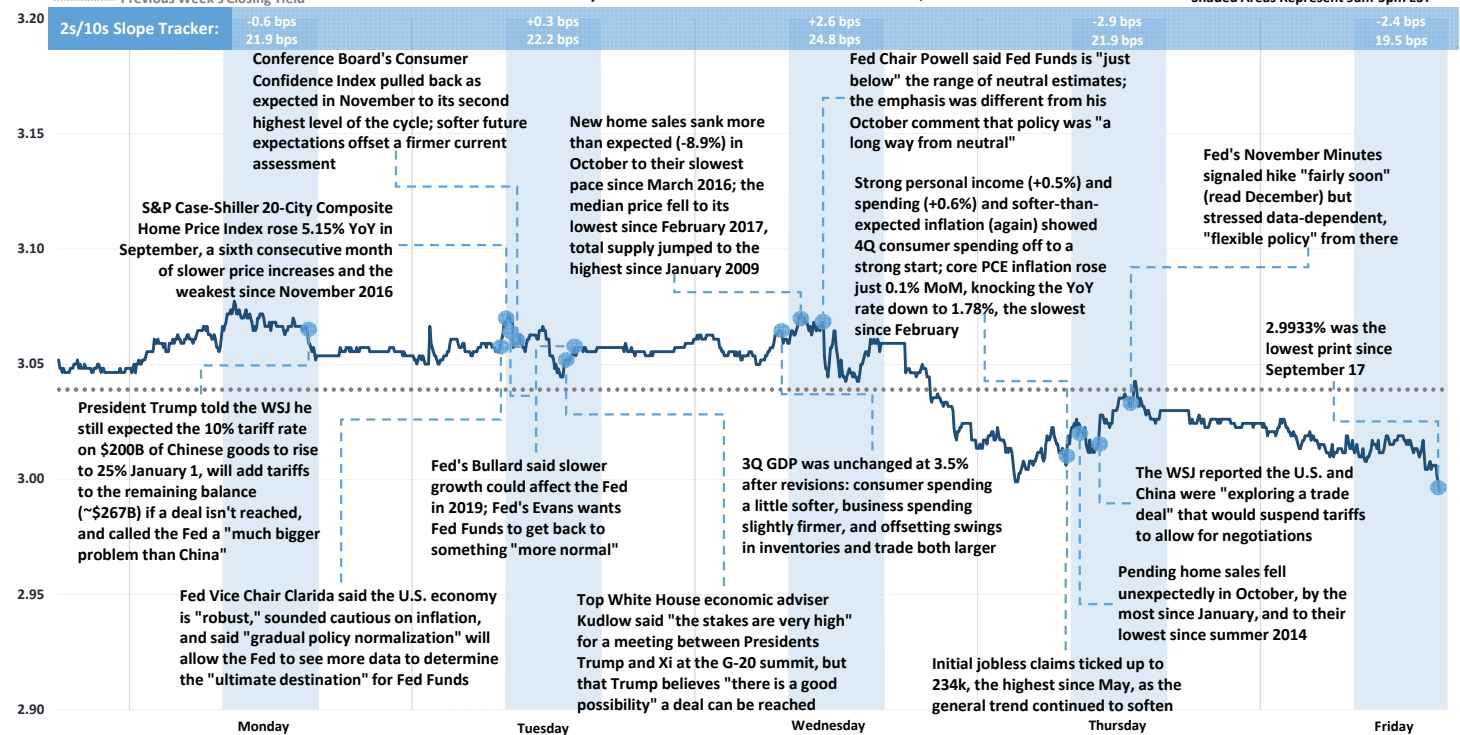 Previous Week's Closing Yield
Shaded Areas Represent 9am-5pm EST
3.20
2s/10s Slope Tracker:
-0.6 bps
21.9 bps
+0.3 bps
22.2 bps
+2.6 bps
24.8 bps
-2.9 bps
21.9 bps
-2.4 bps
19.5 bps
Conference Board's Consumer
Confidence Index pulled back as
expected in November to its second
highest level of the cycle; softer future
expectations offset a firmer current
assessment
Fed Chair Powell said Fed Funds is "just
below" the range of neutral estimates;
the emphasis was different from his
October comment that policy was "a
long way from neutral"
New home sales sank more
than expected (-8.9%) in
October to their slowest
pace since March 2016; the
median price fell to its
lowest since February 2017,
total supply jumped to the
highest since January 2009
3.15
Fed's November Minutes
signaled hike "fairly soon"
(read December) but
stressed data-dependent,
"flexible policy" from there
Strong personal income (+0.5%) and
spending (+0.6%) and softer-than-
expected inflation (again) showed
4Q consumer spending off to a
strong start; core PCE inflation rose
just 0.1% MoM, knocking the YoY
rate down to 1.78%, the slowest
since February
S&P Case-Shiller 20-City Composite
Home Price Index rose 5.15% YoY in
September, a sixth consecutive month
of slower price increases and the
weakest since November 2016
3.10
2.9933% was the
lowest print since
September 17
3.05
President Trump told the WSJ he
still expected the 10% tariff rate
on $200B of Chinese goods to rise
to 25% January 1, will add tariffs
to the remaining balance
(~$267B) if a deal isn't reached,
and called the Fed a "much bigger
problem than China"
Fed's Bullard said slower
growth could affect the Fed
in 2019; Fed's Evans wants
Fed Funds to get back to
something "more normal"
3Q GDP was unchanged at 3.5%
after revisions: consumer spending
a little softer, business spending
slightly firmer, and offsetting swings
in inventories and trade both larger
The WSJ reported the U.S. and
China were "exploring a trade
deal" that would suspend tariffs
to allow for negotiations
3.00
Pending home sales fell
unexpectedly in October, by the
most since January, and to their
lowest since summer 2014
Fed Vice Chair Clarida said the U.S. economy
is "robust," sounded cautious on inflation,
and said "gradual policy normalization" will
allow the Fed to see more data to determine
the "ultimate destination" for Fed Funds
Top White House economic adviser
Kudlow said "the stakes are very high"
for a meeting between Presidents
Trump and Xi at the G-20 summit, but
that Trump believes "there is a good
possibility" a deal can be reached
2.95
Initial jobless claims ticked up to
234k, the highest since May, as the
general trend continued to soften
2.90
Monday
Tuesday
Wednesday
Thursday
Friday